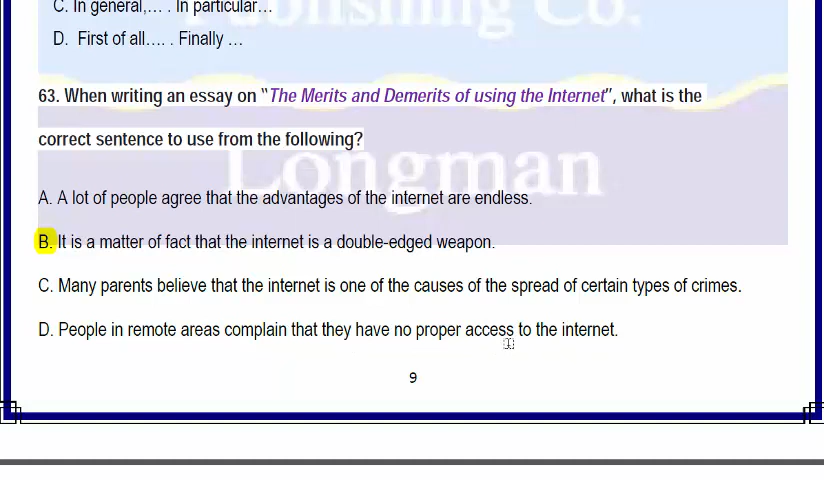 C. In general,... . In particular...
D. First of all.... . Finally ...
63. When writing an essay on "The Merits and Demerits of using the Internet", what is the
correct sentence to use from the following?
A. A lot of people agree that the advantages of the internet are endless.
B. It is a matter of fact that the internet is a double-edged weapon.
C. Many parents believe that the internet is one of the causes of the spread of certain types of crimes.
D. People in remote areas complain that they have no proper access to the internet.
9
Publishing Co.
Longman